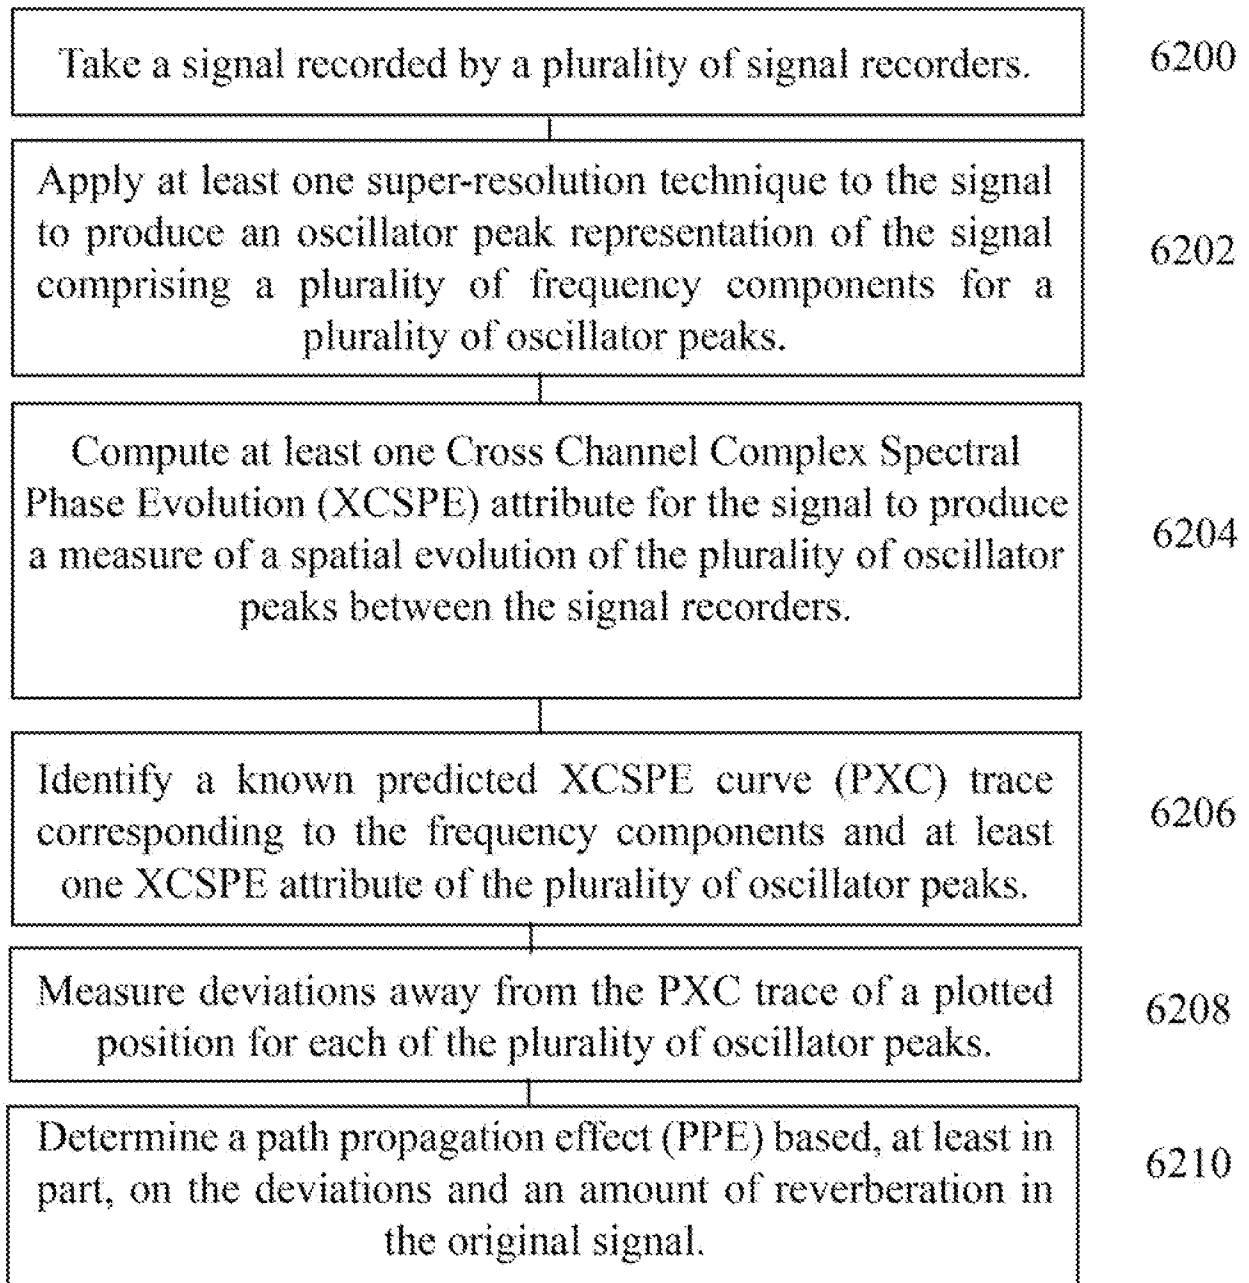 Take a signal recorded by a plurality of signal recorders.
6200
Apply at least one super-resolution technique to the signal
to produce an oscillator peak representation of the signal
6202
comprising a plurality of frequency components for a
plurality of oscillator peaks.
Compute at least one Cross Channel Complex Spectral
Phase Evolution (XCSPE) attribute for the signal to produce
6204
a measure of a spatial evolution of the plurality of oscillator
peaks between the signal recorders.
Identify a known predicted XCSPE curve (PXC) trace
6206
corresponding to the frequency components and at least
one XCSPE attribute of the plurality of oscillator peaks.
Measure deviations away from the PXC trace of a plotted
6208
position for each of the plurality of oscillator peaks.
Determine a path propagation effect (PPE) based, at least in
6210
part, on the deviations and an amount of reverberation in
the original signal.